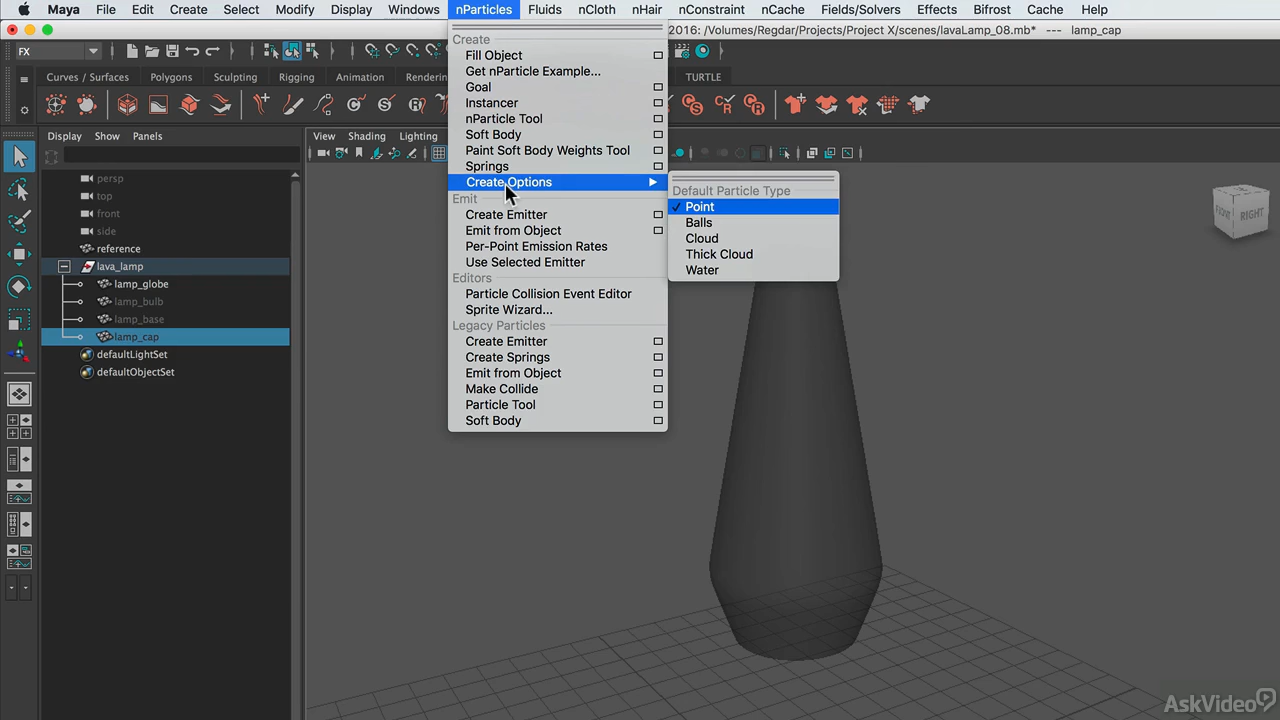 Maya File Edit Create Select Modify Display Windows nParticles Fluids nCloth nHair nConstraint nCache Fields/Solvers Effects Bifrost Cache Help
2016: /Volumes/Regdar/Projects/Project X/scenes/lavaLamp_08.mb* --- lamp_cap
FX
Curves / Surfaces Polygons Sculpting Rigging Animation Renderin TURTLE
Display Show Panels
View Shading Lighting
persp
top
front
side
reference
lava_lamp
lamp_globe
lamp_bulb
lamp_base
lamp_cap
defaultLightSet
defaultObjectSet
Create
Fill Object
Get nParticle Example...
Goal
Instancer
nParticle Tool
Soft Body
Paint Soft Body Weights Tool
Springs
Create Options
Emit
Create Emitter
Emit from Object
Per-Point Emission Rates
Use Selected Emitter
Editors
Particle Collision Event Editor
Sprite Wizard...
Legacy Particles
Create Emitter
Create Springs
Emit from Object
Make Collide
Particle Tool
Soft Body
Default Particle Type
✓ Point
Balls
Cloud
Thick Cloud
Water
FRONT RIGHT
AskVideo